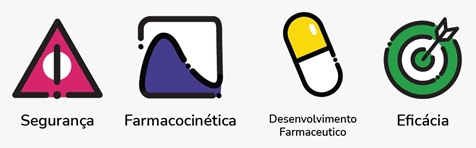 Segurança
Farmacocinética
Desenvolvimento
Farmaceutico
Eficácia